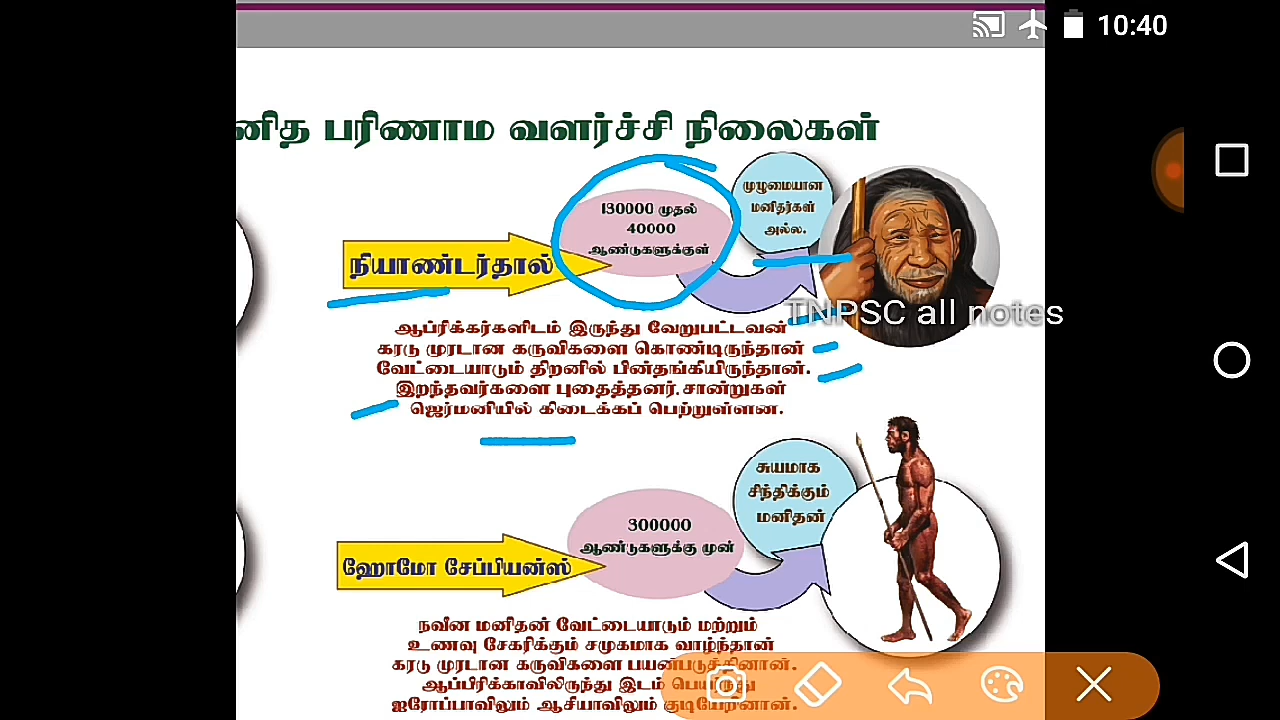 10:40
னித பரிணாம வளர்ச்சி நிலைகள்
முழுமையான
மனிதர்கள்
அல்ல.
130000 முதல்
40000
ஆண்டுகளுக்குள்
நியாண்டர்தால்
TNPSC all notes
ஆப்ரிக்கர்களிடம் இருந்து வேறுபட்டவன்
கரடு முரடான கருவிகளை கொண்டிருந்தான்
வேட்டையாடும் திறனில் பின்தங்கியிருந்தான்.
இறந்தவர்களை புதைத்தனர். சான்றுகள்
ஜெர்மனியில் கிடைக்கப் பெற்றுள்ளன.
சுயமாக
சிந்திக்கும்
மனிதன்
300000
ஆண்டுகளுக்கு முன்
ஹோமோ சேப்பியன்ஸ்
நவீன மனிதன் வேட்டையாடும் மற்றும்
உணவு சேகரிக்கும் சமுகமாக வாழ்ந்தான்
கரடு முரடான கருவிகளை பயன்படுத்தினான்.
ஆப்பிரிக்காவிலிருந்து இடம் பெயர்ந்து
ஐரோப்பாவிலும் ஆசியாவிலும் குடியேறினான்.